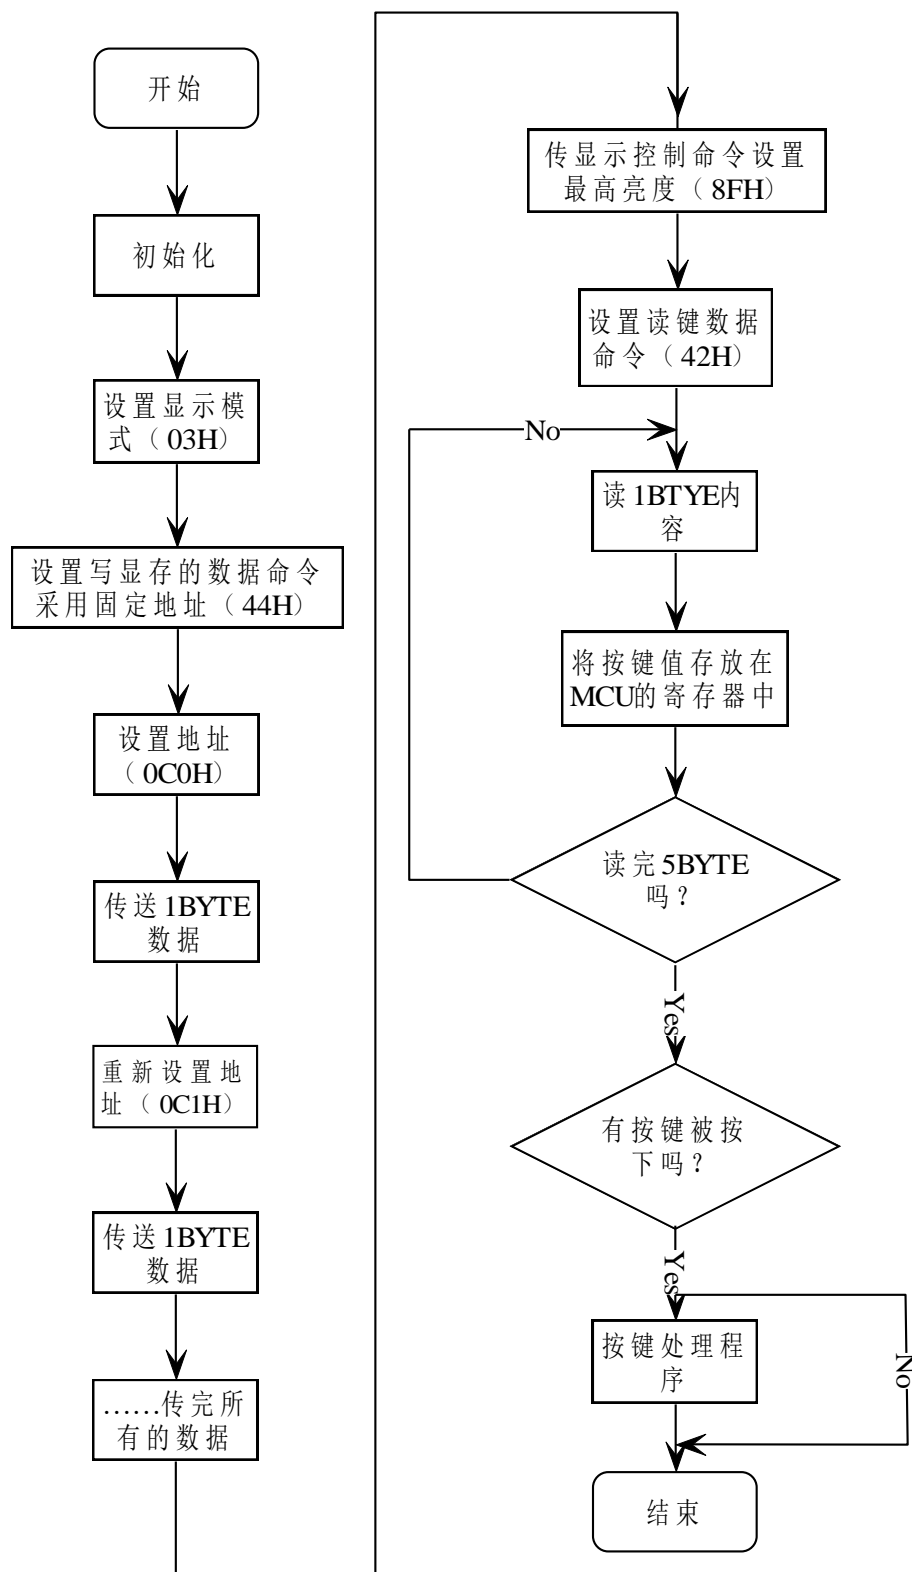 开始
初始化
设置显示模
式（03H）
设置写显存的数据命令
采用固定地址（44H）
设置地址
（0C0H）
传送1BYTE
数据
重新设置地
址（0C1H）
传送1BYTE
数据
……传完所
有的数据
传显示控制命令设置
最高亮度（8FH）
设置读键数据
命令（42H）
No
读1BTYE内
容
将按键值存放在
MCU的寄存器中
读完5BYTE
吗？
Yes
有按键被按
下吗？
Yes
按键处理程
序
No
结束